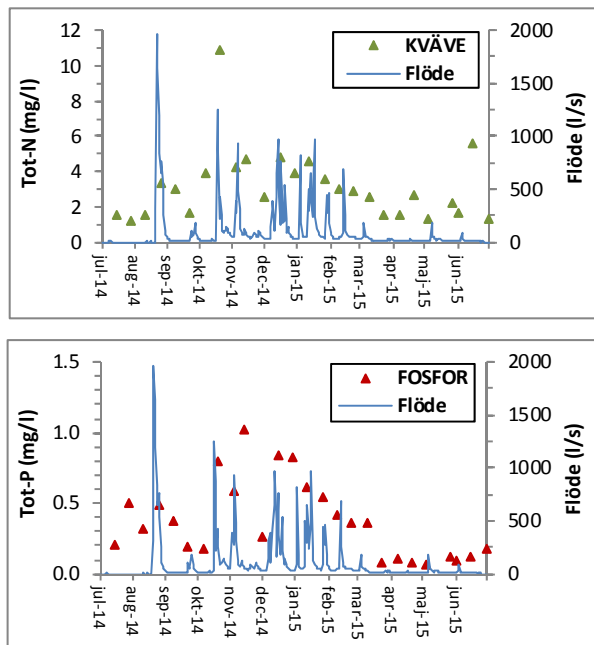 12
10
8
6
4
2
0
Tot-N (mg/l)
KVÄVE
Flöde
2000
1500
1000
500
0
Flöde (l/s)
jul-14
aug-14
sep-14
okt-14
nov-14
dec-14
jan-15
feb-15
mar-15
apr-15
maj-15
jun-15
1.5
1.0
0.5
0.0
Tot-P (mg/l)
FOSFOR
Flöde
2000
1500
1000
500
0
Flöde (l/s)
jul-14
aug-14
sep-14
okt-14
nov-14
dec-14
jan-15
feb-15
mar-15
apr-15
maj-15
jun-15